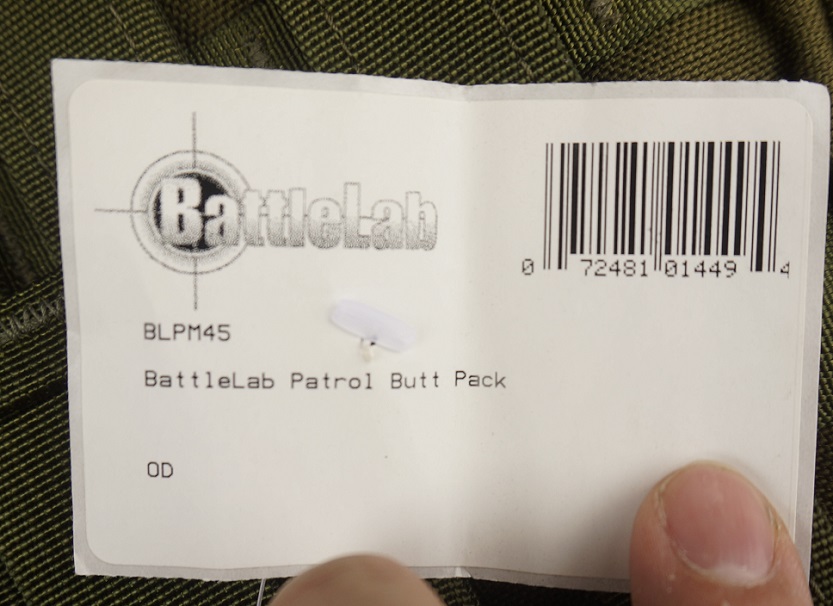 BattleLab
0 72481 01449 4
BLPM45
BattleLab Patrol Butt Pack
OD